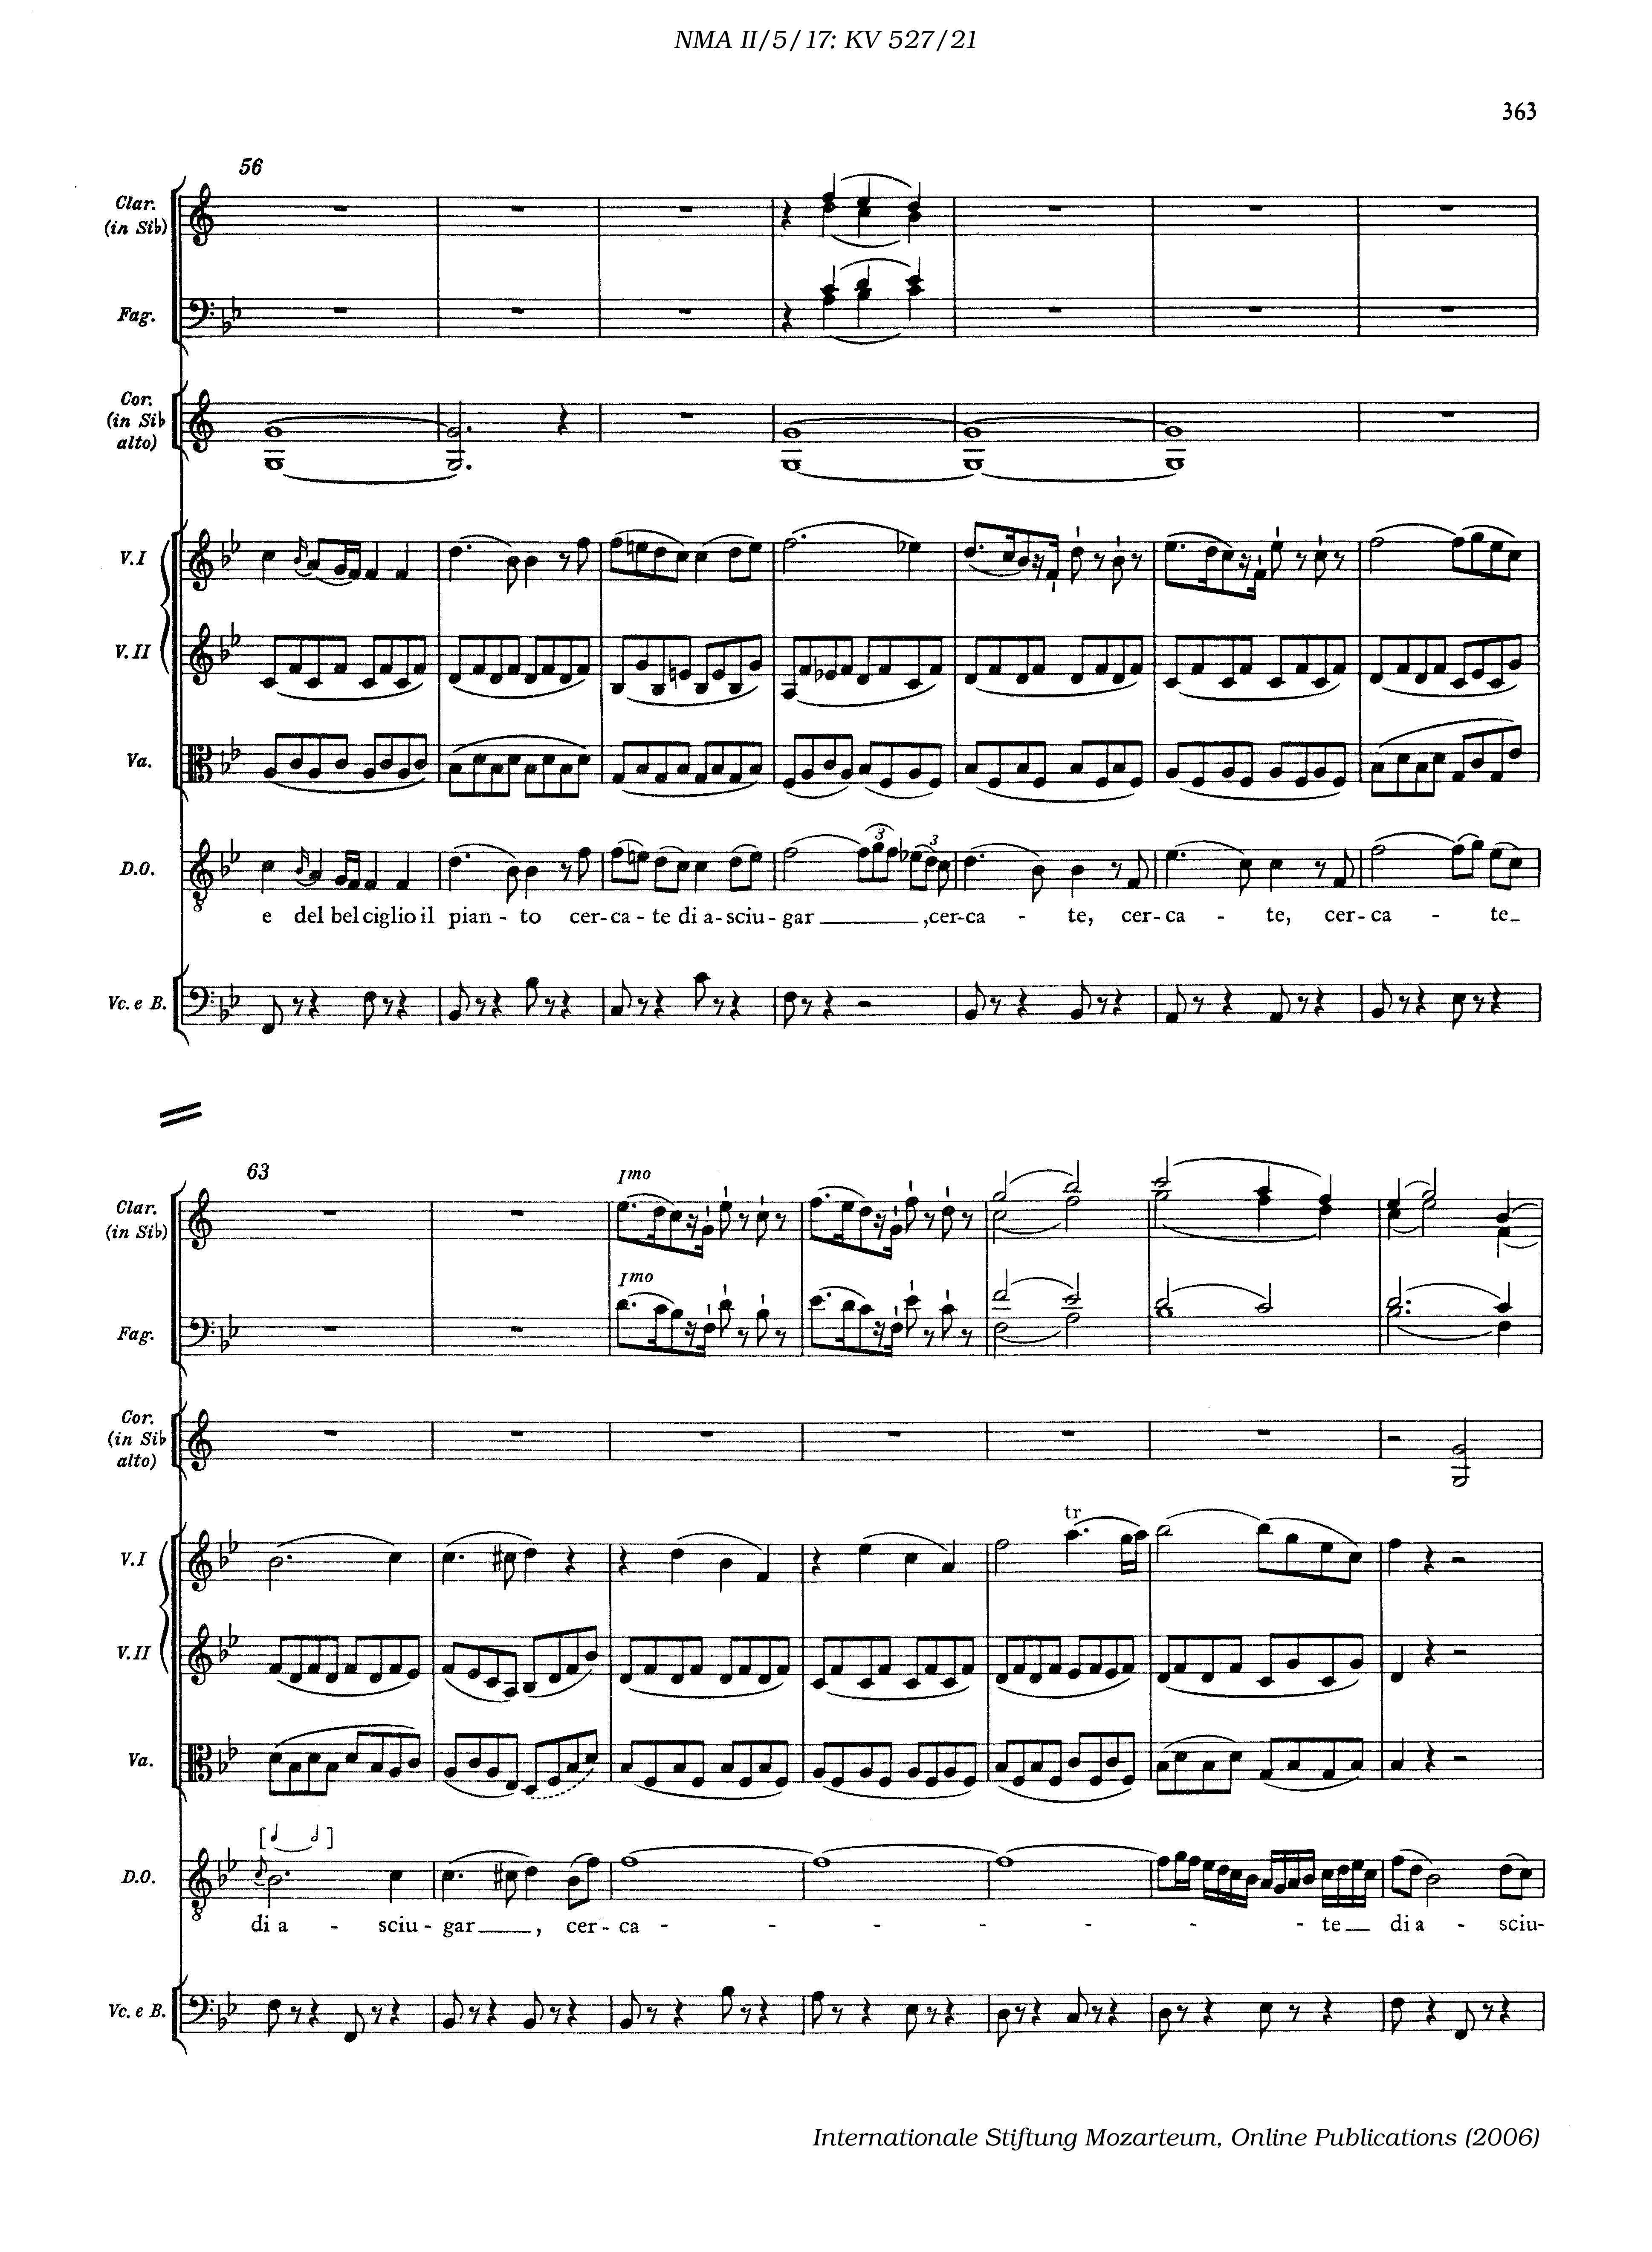 NMA II/5/17: KV 527/21
363
56
Clar.
(in Sib)
Fag.
Cor.
(in Sib
alto)
V.I
V. II
Va.
3 3
D.O.
e del bel ciglio il pian - to cer-ca-te di a-sciu-gar ,cer-ca - te, cer-ca - te, cer-ca - te
Vc. e B.
63
Clar.
(in Sib)
Imo
Fag.
Imo
Cor.
(in Sib
alto)
tr
V.I
V. II
Va.
D.O.
di a - sciu - gar , cer - ca - - - - - - te di a - sciu-
Vc. e B.
Internationale Stiftung Mozarteum, Online Publications (2006)